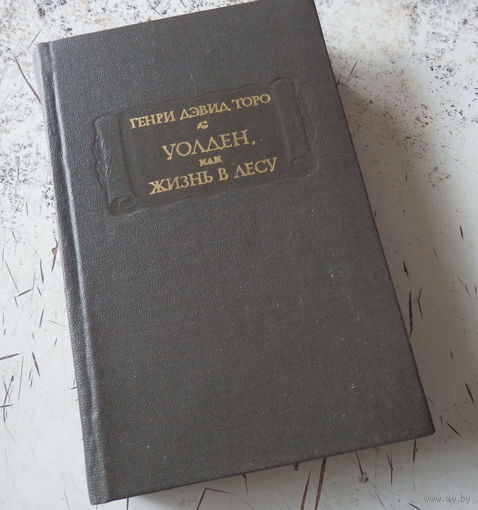 ГЕНРИ ДЭВИД ТОРО
УОЛДЕН,
ИЛИ
ЖИЗНЬ В ЛЕСУ
www.ay.by